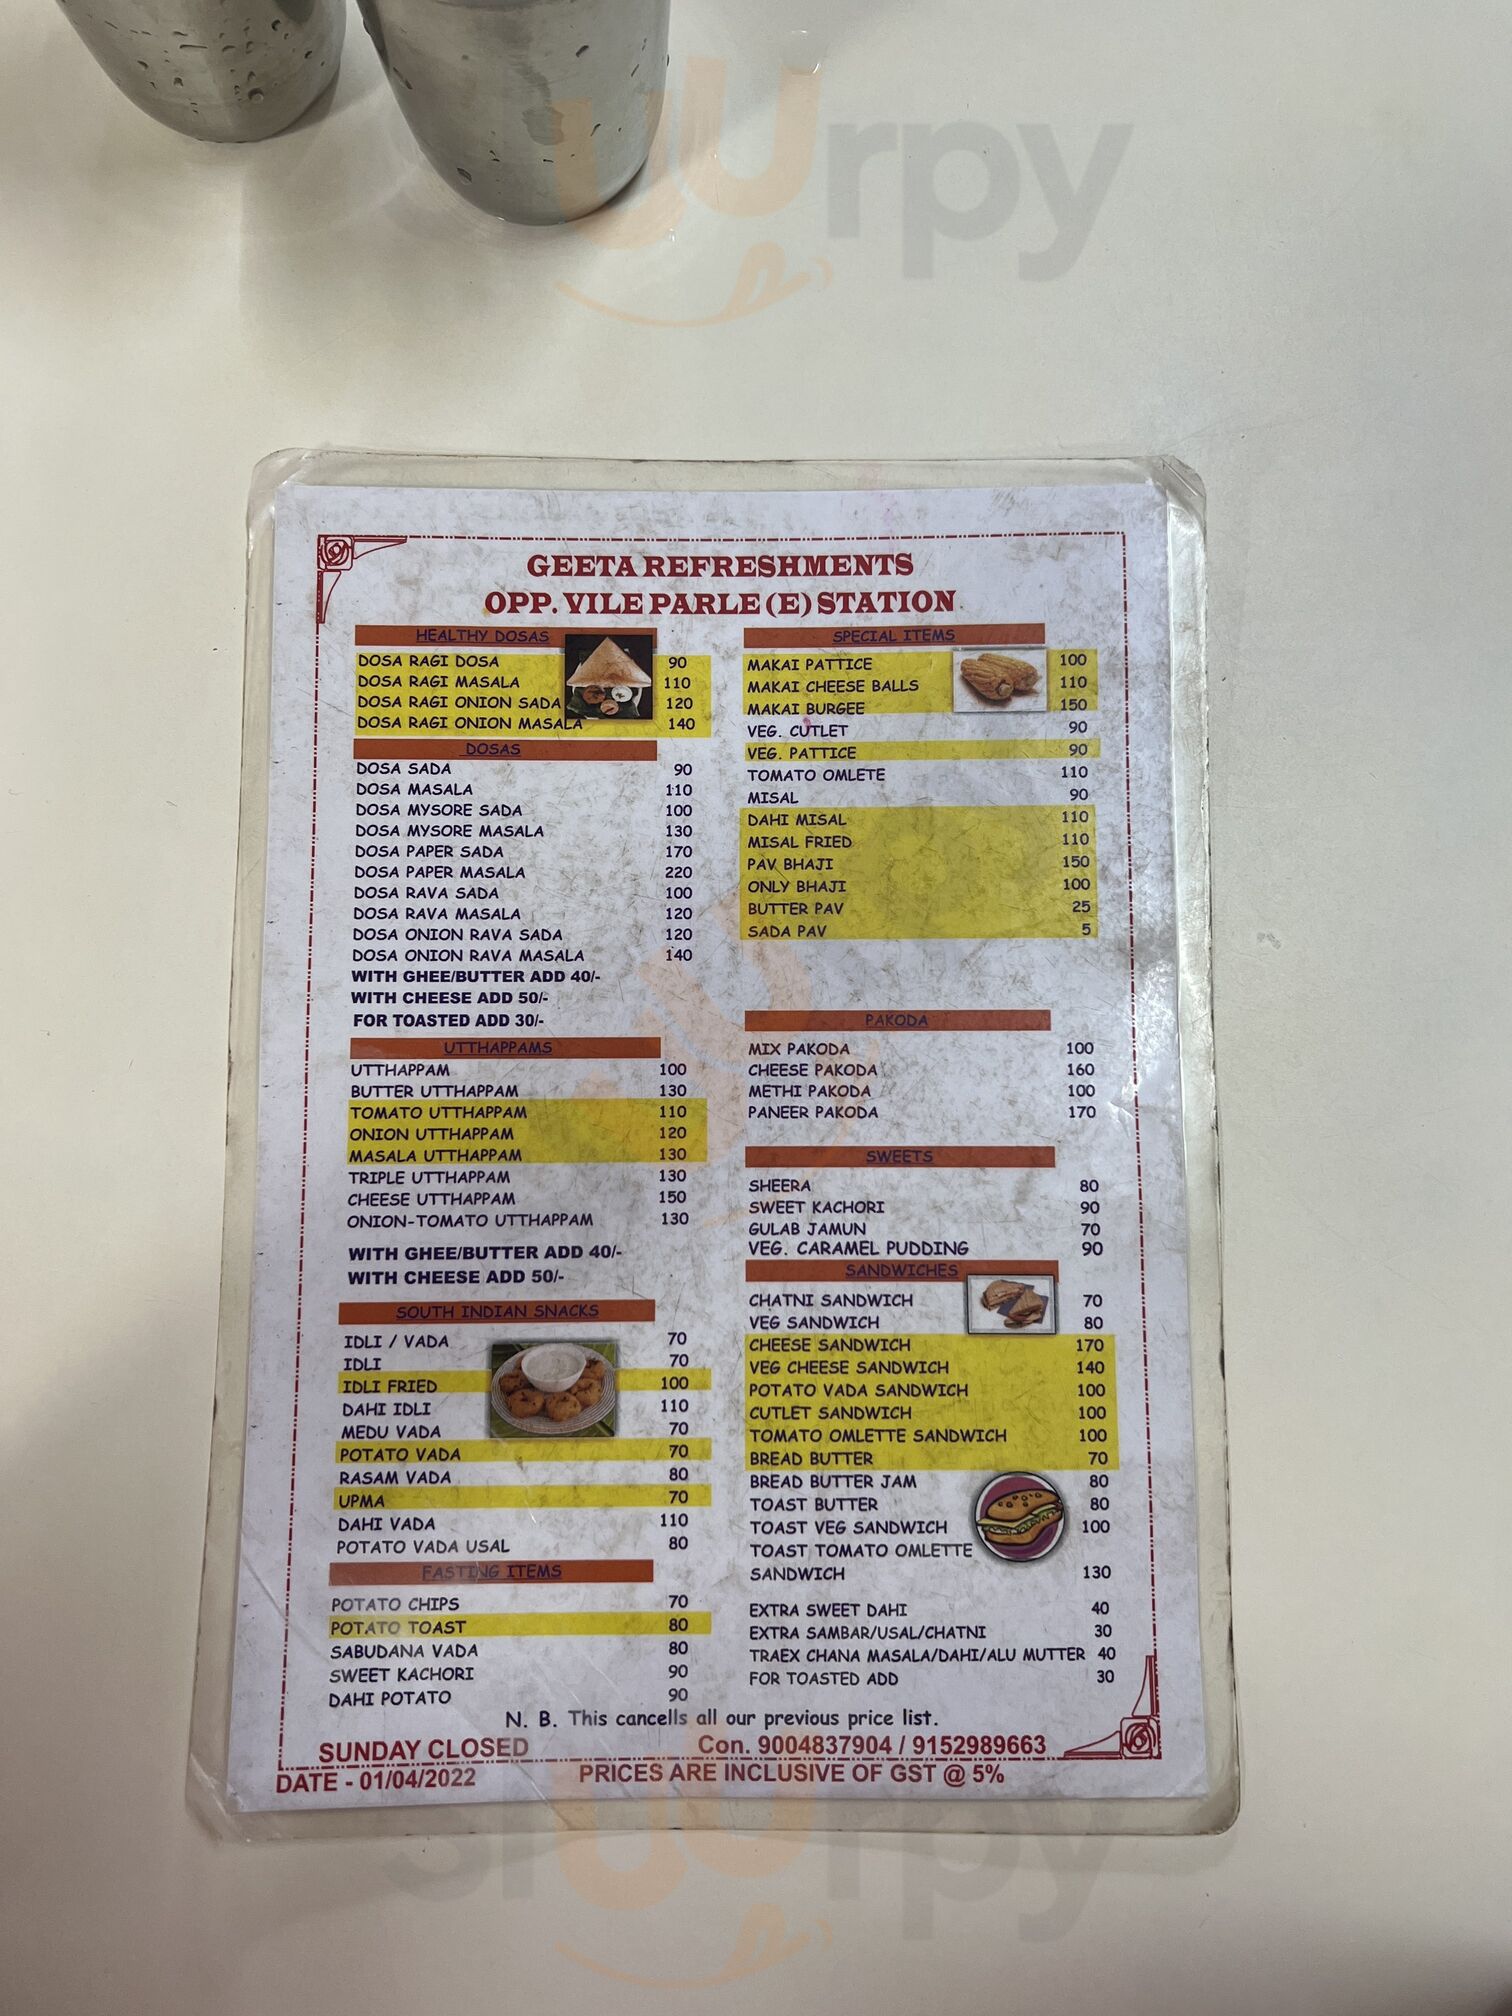 slurpy
GEETA REFRESHMENTS
OPP. VILE PARLE (E) STATION
HEALTHY DOSAS
DOSA RAGI DOSA 90
DOSA RAGI MASALA 110
DOSA RAGI ONION SADA 120
DOSA RAGI ONION MASALA 140
DOSAS
DOSA SADA 90
DOSA MASALA 110
DOSA MYSORE SADA 100
DOSA MYSORE MASALA 130
DOSA PAPER SADA 170
DOSA PAPER MASALA 220
DOSA RAVA SADA 100
DOSA RAVA MASALA 120
DOSA ONION RAVA SADA 120
DOSA ONION RAVA MASALA 140
WITH GHEE/BUTTER ADD 40/-
WITH CHEESE ADD 50/-
FOR TOASTED ADD 30/-
UTTHAPPAMS
UTTHAPPAM 100
BUTTER UTTHAPPAM 130
TOMATO UTTHAPPAM 110
ONION UTTHAPPAM 120
MASALA UTTHAPPAM 130
TRIPLE UTTHAPPAM 130
CHEESE UTTHAPPAM 150
ONION-TOMATO UTTHAPPAM 130
WITH GHEE/BUTTER ADD 40/-
WITH CHEESE ADD 50/-
SOUTH INDIAN SNACKS
IDLI / VADA 70
IDLI 70
IDLI FRIED 100
DAHI IDLI 110
MEDU VADA 70
POTATO VADA 70
RASAM VADA 80
UPMA 70
DAHI VADA 110
POTATO VADA USAL 80
FASTING ITEMS
POTATO CHIPS 70
POTATO TOAST 80
SABUDANA VADA 80
SWEET KACHORI 90
DAHI POTATO 90
SPECIAL ITEMS
MAKAI PATTICE 100
MAKAI CHEESE BALLS 110
MAKAI BURGEE 150
VEG. CUTLET 90
VEG. PATTICE 90
TOMATO OMLETE 110
MISAL 90
DAHI MISAL 110
MISAL FRIED 110
PAV BHAJI 150
ONLY BHAJI 100
BUTTER PAV 25
SADA PAV 5
PAKODA
MIX PAKODA 100
CHEESE PAKODA 160
METHI PAKODA 100
PANEER PAKODA 170
SWEETS
SHEERA 80
SWEET KACHORI 90
GULAB JAMUN 70
VEG. CARAMEL PUDDING 90
SANDWICHES
CHATNI SANDWICH 70
VEG SANDWICH 80
CHEESE SANDWICH 170
VEG CHEESE SANDWICH 140
POTATO VADA SANDWICH 100
CUTLET SANDWICH 100
TOMATO OMLETTE SANDWICH 100
BREAD BUTTER 70
BREAD BUTTER JAM 80
TOAST BUTTER 80
TOAST VEG SANDWICH 100
TOAST TOMATO OMLETTE
SANDWICH 130
EXTRA SWEET DAHI 40
EXTRA SAMBAR/USAL/CHATNI 30
TRAEX CHANA MASALA/DAHI/ALU MUTTER 40
FOR TOASTED ADD 30
N. B. This cancells all our previous price list.
SUNDAY CLOSED Con. 9004837904 / 9152989663
DATE - 01/04/2022 PRICES ARE INCLUSIVE OF GST @ 5%
slurpy